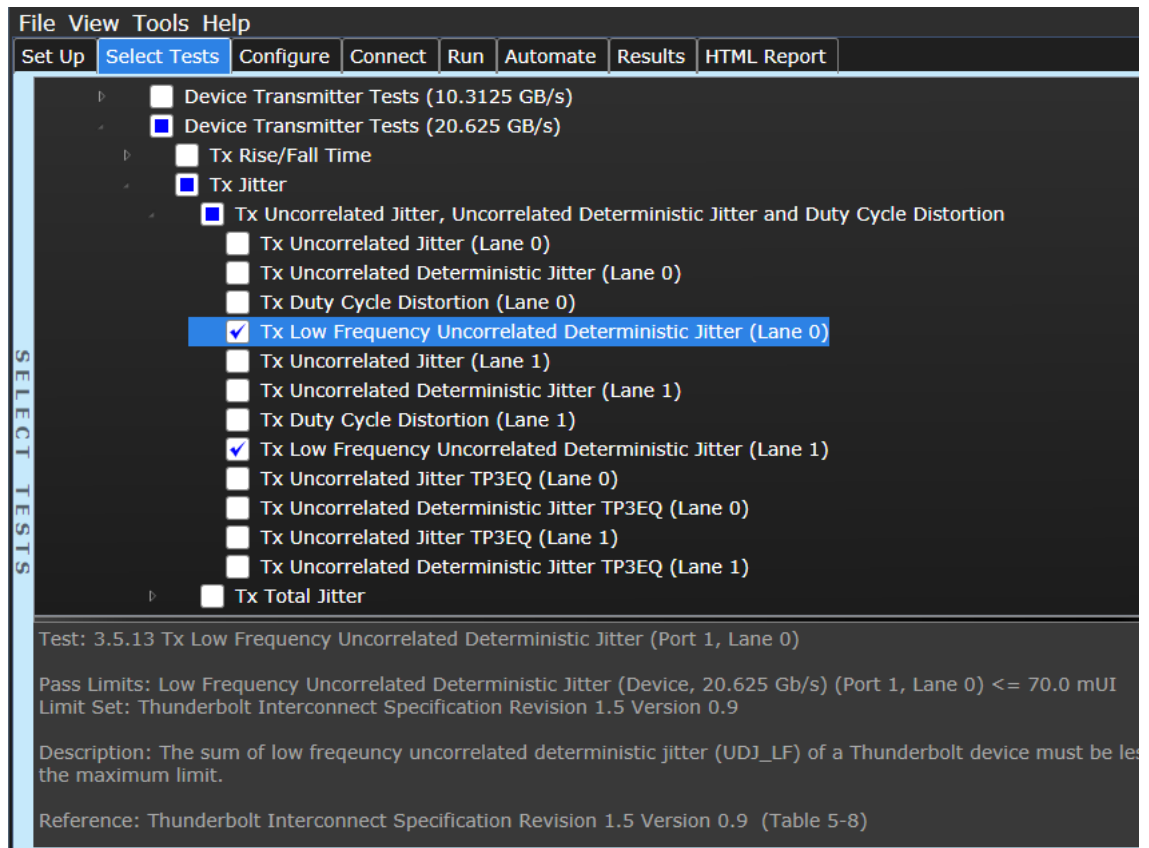 File View Tools Help
Set Up Select Tests Configure Connect Run Automate Results HTML Report
Device Transmitter Tests (10.3125 GB/s)
Device Transmitter Tests (20.625 GB/s)
Tx Rise/Fall Time
Tx Jitter
Tx Uncorrelated Jitter, Uncorrelated Deterministic Jitter and Duty Cycle Distortion
Tx Uncorrelated Jitter (Lane 0)
Tx Uncorrelated Deterministic Jitter (Lane 0)
Tx Duty Cycle Distortion (Lane 0)
Tx Low Frequency Uncorrelated Deterministic Jitter (Lane 0)
Tx Uncorrelated Jitter (Lane 1)
Tx Uncorrelated Deterministic Jitter (Lane 1)
Tx Duty Cycle Distortion (Lane 1)
Tx Low Frequency Uncorrelated Deterministic Jitter (Lane 1)
Tx Uncorrelated Jitter TP3EQ (Lane 0)
Tx Uncorrelated Deterministic Jitter TP3EQ (Lane 0)
Tx Uncorrelated Jitter TP3EQ (Lane 1)
Tx Uncorrelated Deterministic Jitter TP3EQ (Lane 1)
Tx Total Jitter
SELECT TESTS
Test: 3.5.13 Tx Low Frequency Uncorrelated Deterministic Jitter (Port 1, Lane 0)
Pass Limits: Low Frequency Uncorrelated Deterministic Jitter (Device, 20.625 Gb/s) (Port 1, Lane 0) <= 70.0 mUI
Limit Set: Thunderbolt Interconnect Specification Revision 1.5 Version 0.9
Description: The sum of low freqeuncy uncorrelated deterministic jitter (UDJ_LF) of a Thunderbolt device must be les
the maximum limit.
Reference: Thunderbolt Interconnect Specification Revision 1.5 Version 0.9 (Table 5-8)